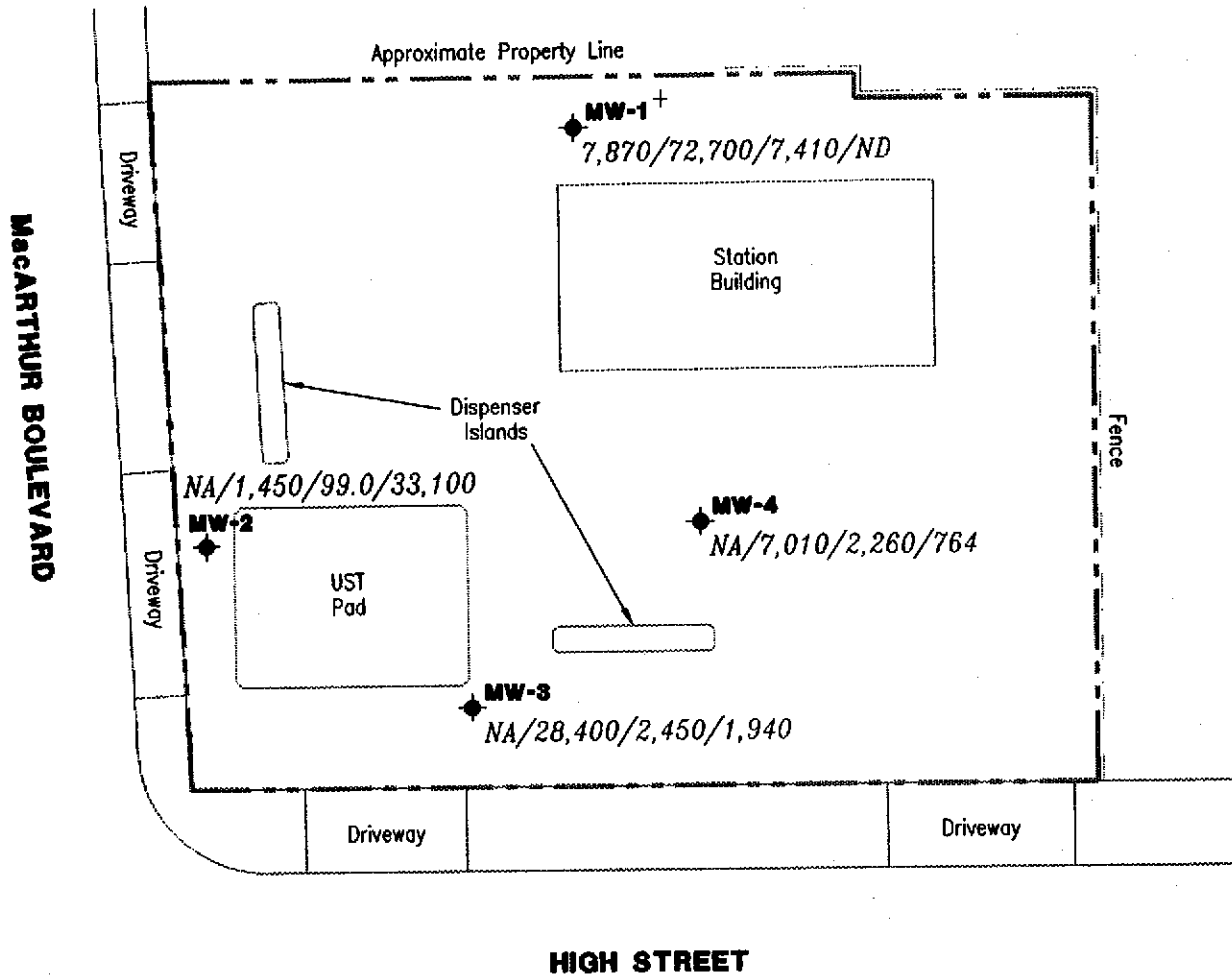 Approximate Property Line
MW-1 +
7,870/72,700/7,410/ND
Driveway
Station
Building
MacARTHUR BOULEVARD
Dispenser
Islands
Fence
NA/1,450/99.0/33,100
MW-2
MW-4
NA/7,010/2,260/764
Driveway
UST
Pad
MW-3
NA/28,400/2,450/1,940
Driveway
Driveway
HIGH STREET